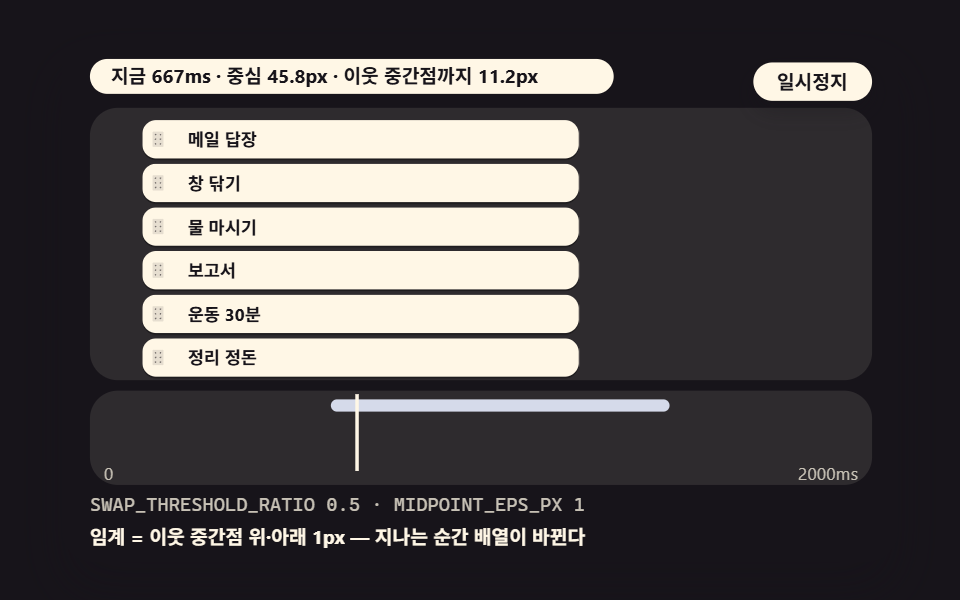 지금 667ms · 중심 45.8px · 이웃 중간점까지 11.2px
일시정지
메일 답장
창 닦기
물 마시기
보고서
운동 30분
정리 정돈
0
2000ms
SWAP_THRESHOLD_RATIO 0.5 · MIDPOINT_EPS_PX 1
임계 = 이웃 중간점 위·아래 1px — 지나는 순간 배열이 바뀐다